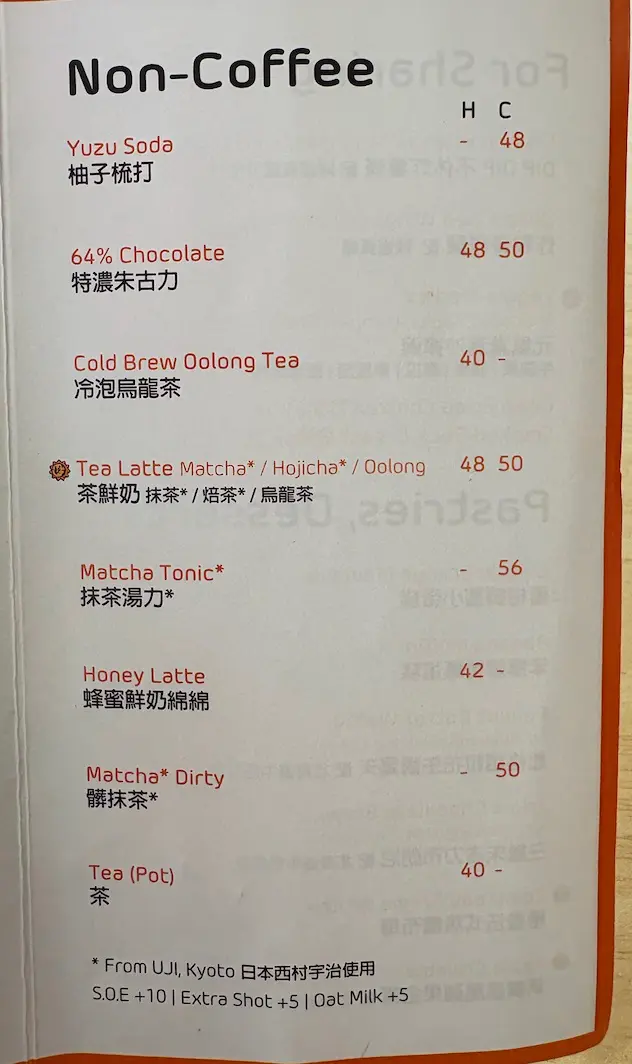 Non-Coffee
H C
Yuzu Soda - 48
柚子梳打
64% Chocolate 48 50
特濃朱古力
Cold Brew Oolong Tea 40 -
冷泡烏龍茶
Tea Latte Matcha* / Hojicha* / Oolong 48 50
茶鮮奶 抹茶* / 焙茶* / 烏龍茶
Matcha Tonic* - 56
抹茶湯力*
Honey Latte 42 -
蜂蜜鮮奶綿綿
Matcha* Dirty - 50
髒抹茶*
Tea (Pot) 40 -
茶
* From UJI, Kyoto 日本西村宇治使用
S.O.E +10 | Extra Shot +5 | Oat Milk +5